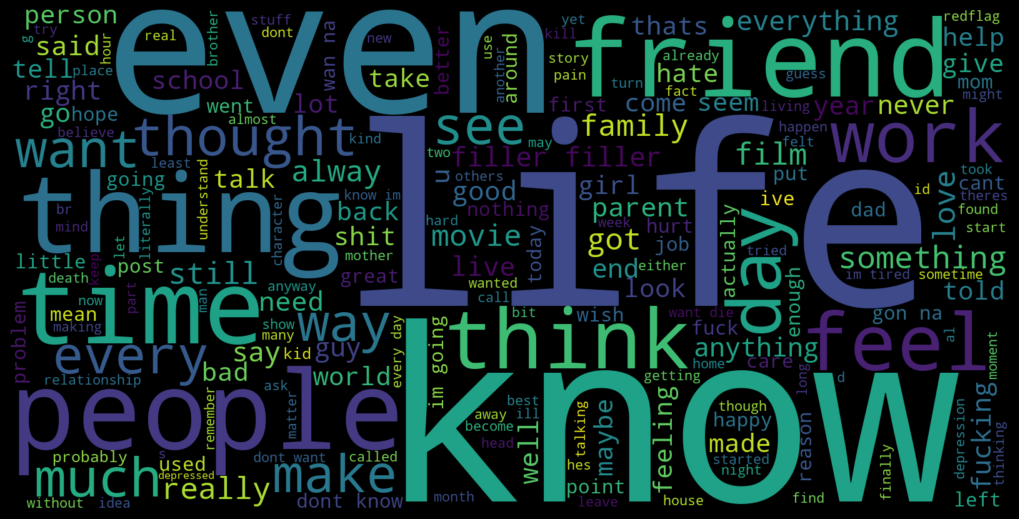 person
stuff
dont
new
even
friend
thats
everything
redflag
g
try
hour
real
brother
said
wan na
take
better
use
another
around
story
pain
kill
yet
already
hate
fact
turn
guess
help
give
mom
place
tell
school
right
go
hope
went
almost
lot
first
come
seem
living
year
never
might
believe
kind
thought
see
family
may
happen
felt
work
want
least
two
filler filler
film
took
going
talk
alway
know im
u
others
good
girl
put
cant
id
theres
understand
thing
life
br
mind
literally
character
back
nothing
week
parent
ive
dad
love
found
start
let
shit
hard
movie
hurt
today
got
job
actually
day
little
post
still
mother
great
live
end
either
tried
something
im tired
sometime
death
keep
part
anyway
wanted
look
told
time
now
man
need
call
wish
want die
enough
gon na
al
mean
making
show
many
way
bit
think
fuck
anything
feel
moment
problem
every
say
kid
guy
every day
im going
home
care
long
relationship
bad
world
getting
d
people
know
ask
matter
away
best
ill
become
well
talking
maybe
feeling
though
happy
reason
fucking
depression
thinking
remember
head
hes
made
started
night
probably
s
used
dont want
called
much
really
depressed
make
dont know
point
finally
left
without
idea
month
leave
house
find